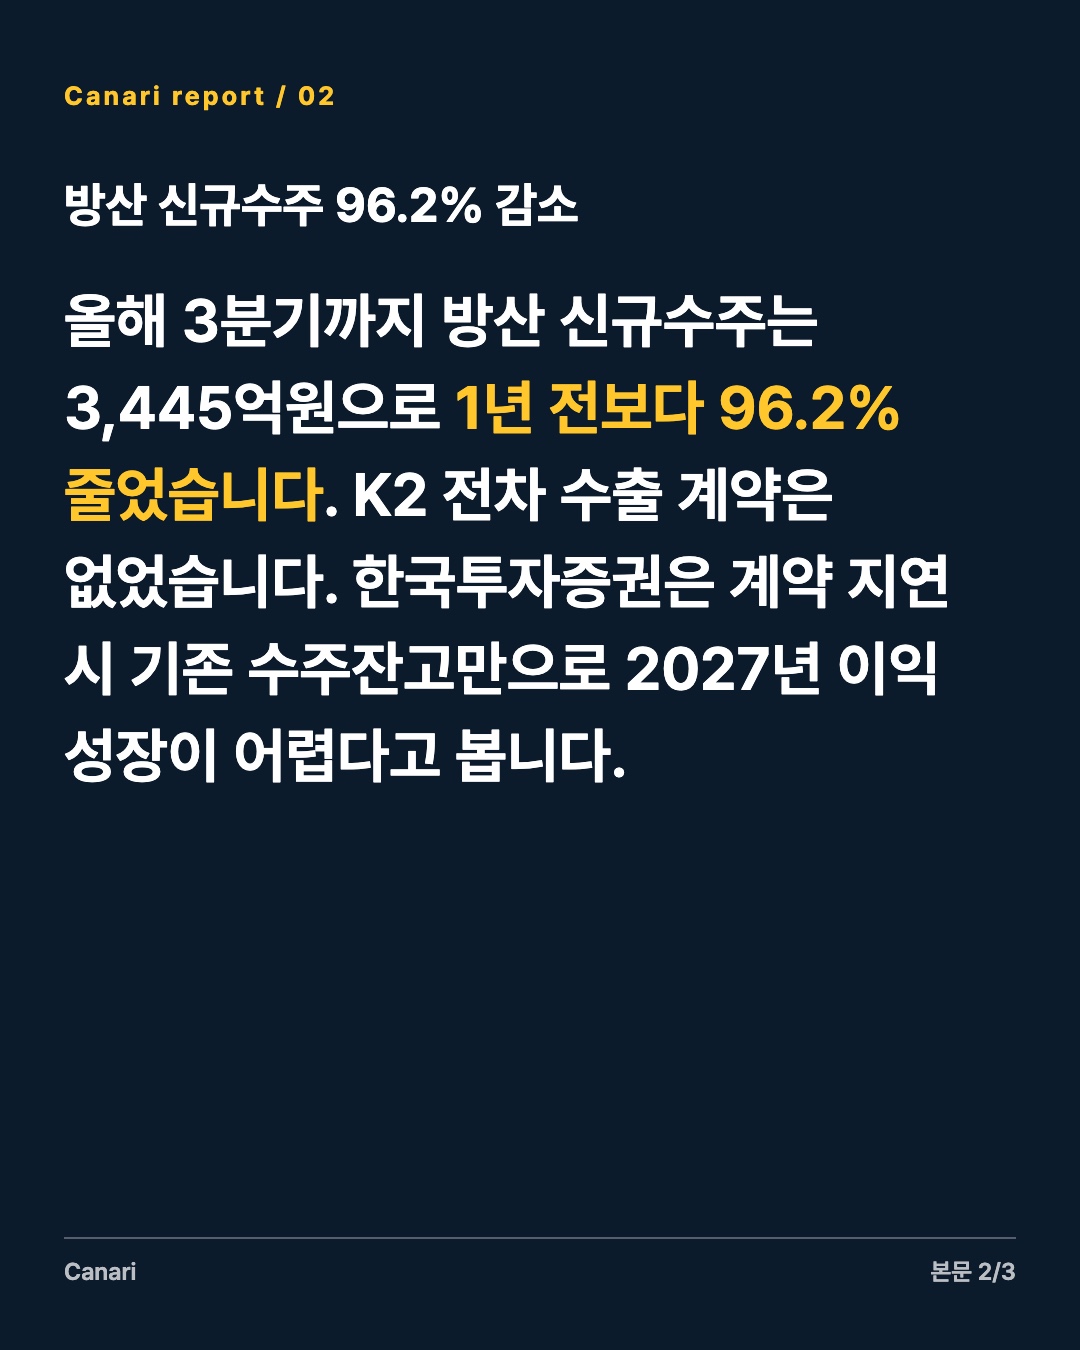 Canari report / 02
방산 신규수주 96.2% 감소
올해 3분기까지 방산 신규수주는
3,445억원으로 1년 전보다 96.2%
줄었습니다. K2 전차 수출 계약은
없었습니다. 한국투자증권은 계약 지연
시 기존 수주잔고만으로 2027년 이익
성장이 어렵다고 봅니다.
Canari
본문 2/3